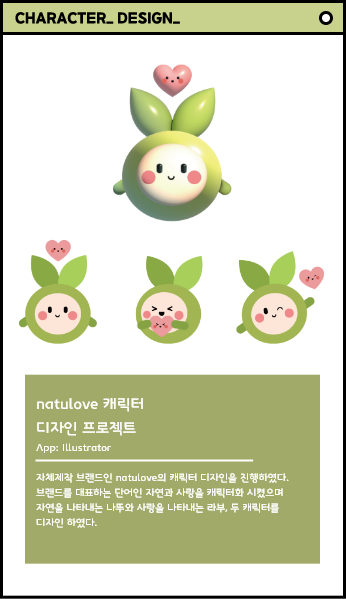 CHARACTER_ DESIGN_
natulove 캐릭터
디자인 프로젝트
App: Illustrator
자체제작 브랜드인 natulove의 캐릭터 디자인을 진행하였다.
브랜드를 대표하는 단어인 자연과 사랑을 캐릭터화 시켰으며
자연을 나타내는 나뚜와 사랑을 나타내는 라부, 두 캐릭터를
디자인 하였다.